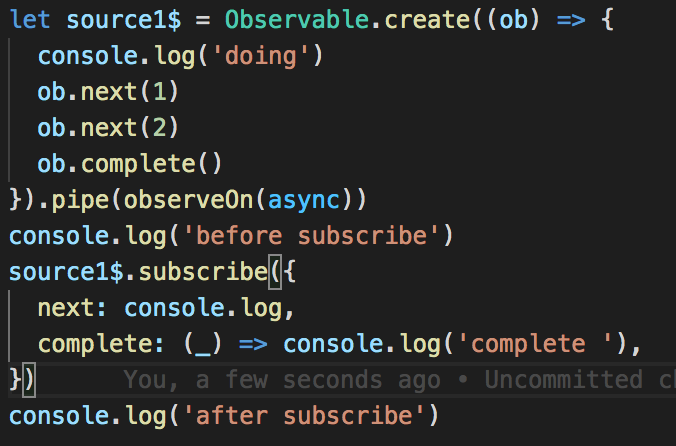 let source1$ = Observable.create((ob) => {
  console.log('doing')
  ob.next(1)
  ob.next(2)
  ob.complete()
}).pipe(observeOn(async))
console.log('before subscribe')
source1$.subscribe({
  next: console.log,
  complete: (_) => console.log('complete '),
})        You, a few seconds ago • Uncommitted
console.log('after subscribe')